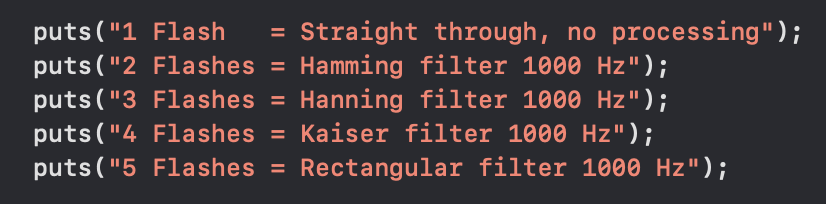 puts("1 Flash   = Straight through, no processing");
puts("2 Flashes = Hamming filter 1000 Hz");
puts("3 Flashes = Hanning filter 1000 Hz");
puts("4 Flashes = Kaiser filter 1000 Hz");
puts("5 Flashes = Rectangular filter 1000 Hz");